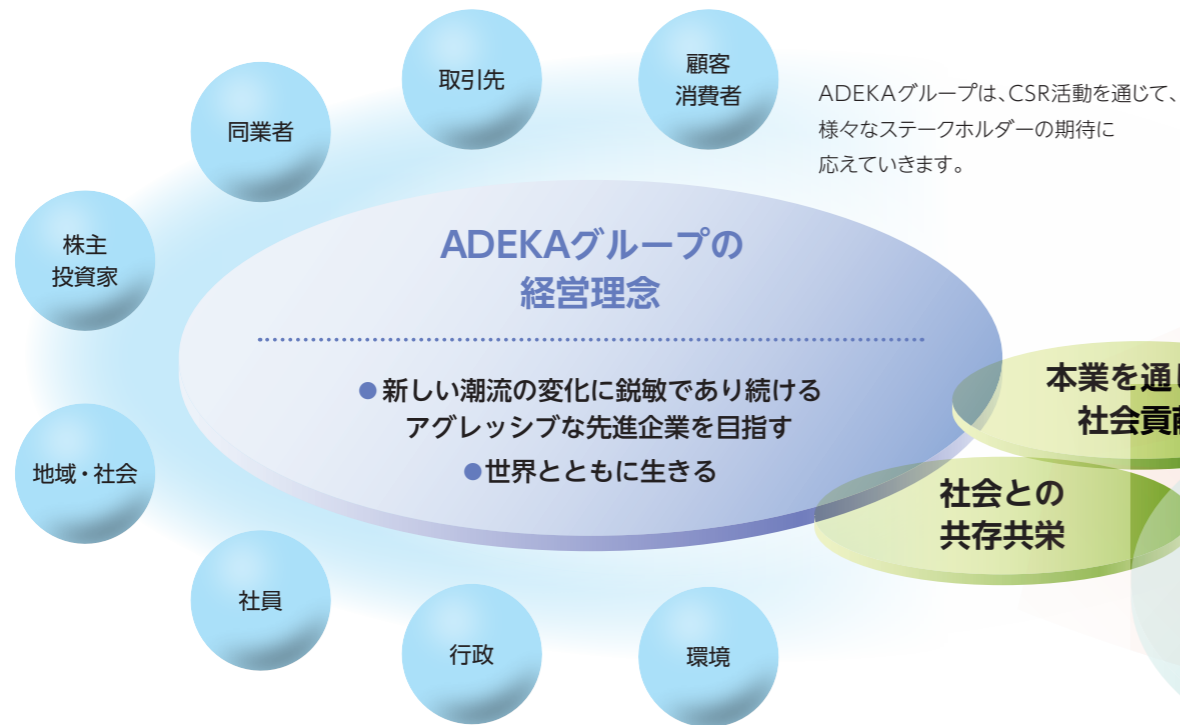 取引先
顧客
消費者
同業者
ADEKAグループは、CSR活動を通じて、
様々なステークホルダーの期待に
応えていきます。
株主
投資家
ADEKAグループの
経営理念
●新しい潮流の変化に鋭敏であり続ける
アグレッシブな先進企業を目指す
●世界とともに生きる
本業を通じ
社会貢献
地域・社会
社会との
共存共栄
社員
行政
環境